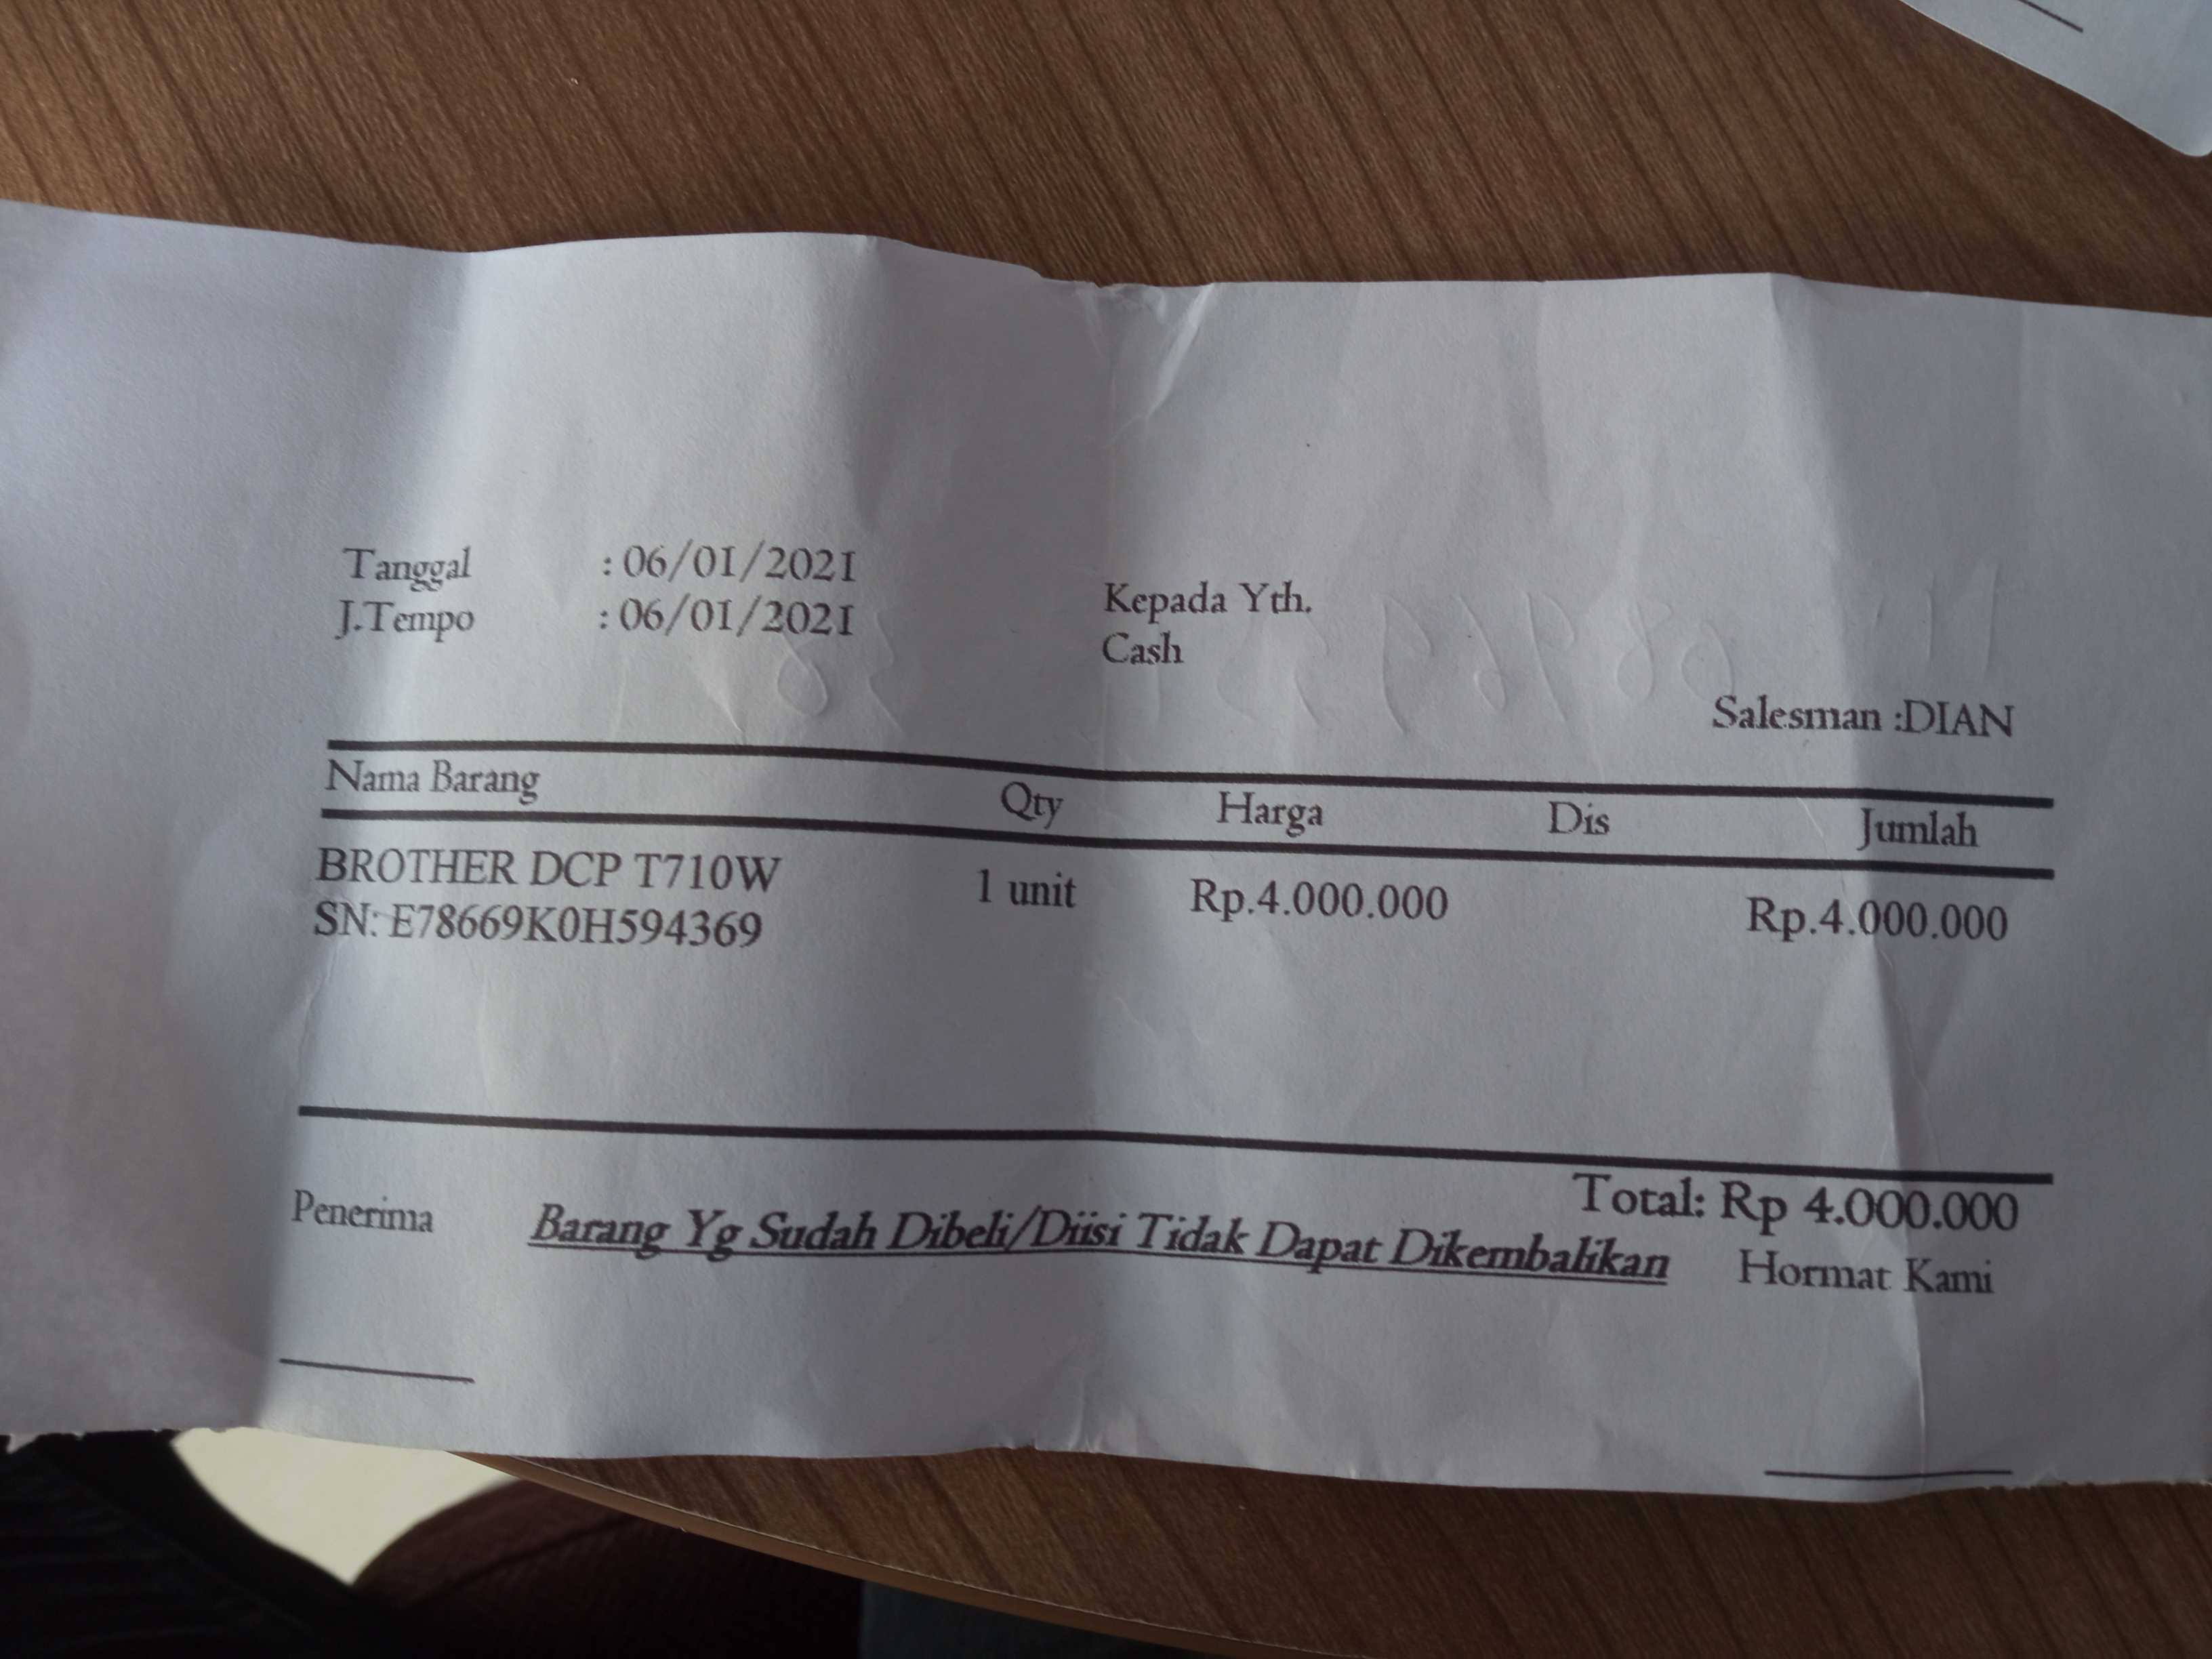 Tanggal : 06/01/2021
J.Tempo : 06/01/2021
Kepada Yth.
Cash
Salesman :DIAN
Nama Barang Qty Harga Dis Jumlah
BROTHER DCP T710W 1 unit Rp.4.000.000 Rp.4.000.000
SN: E78669K0H594369
Total: Rp 4.000.000
Penerima Barang Yg Sudah Dibeli/Diisi Tidak Dapat Dikembalikan Hormat Kami